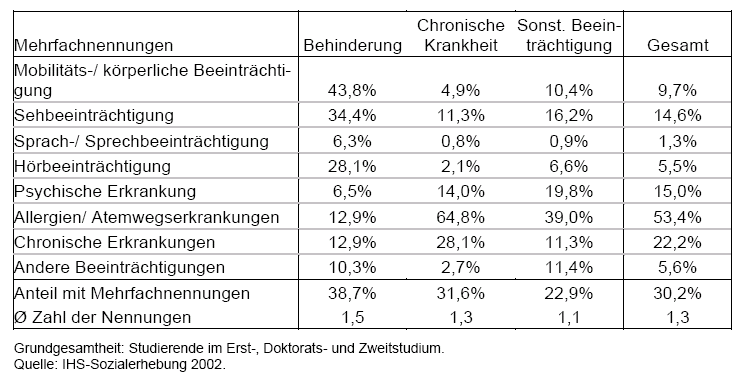 Mehrfachnennungen Behinderung Chronische Krankheit Sonst. Beein-trächtigung Gesamt
Mobilitäts-/ körperliche Beeinträchti-
gung 43,8% 4,9% 10,4% 9,7%
Sehbeeinträchtigung 34,4% 11,3% 16,2% 14,6%
Sprach-/ Sprechbeeinträchtigung 6,3% 0,8% 0,9% 1,3%
Hörbeeinträchtigung 28,1% 2,1% 6,6% 5,5%
Psychische Erkrankung 6,5% 14,0% 19,8% 15,0%
Allergien/ Atemwegserkrankungen 12,9% 64,8% 39,0% 53,4%
Chronische Erkrankungen 12,9% 28,1% 11,3% 22,2%
Andere Beeinträchtigungen 10,3% 2,7% 11,4% 5,6%
Anteil mit Mehrfachnennungen 38,7% 31,6% 22,9% 30,2%
Ø Zahl der Nennungen 1,5 1,3 1,1 1,3
Grundgesamtheit: Studierende im Erst-, Doktorats- und Zweitstudium.
Quelle: IHS-Sozialerhebung 2002.